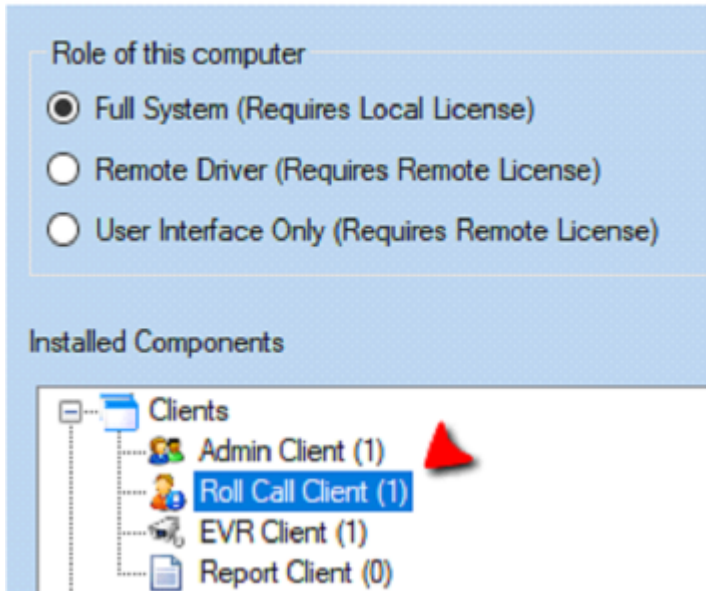 Role of this computer
Full System (Requires Local License)
Remote Driver (Requires Remote License)
User Interface Only (Requires Remote License)
Installed Components
Clients
Admin Client (1)
Roll Call Client (1)
EVR Client (1)
Report Client (0)